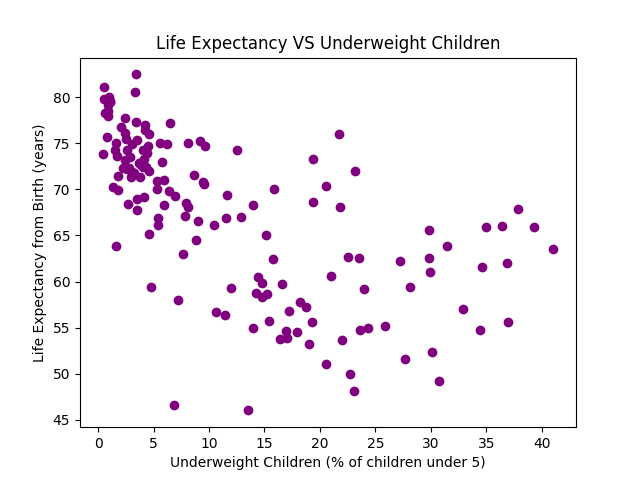 Life Expectancy VS Underweight Children
Life Expectancy from Birth (years)
80
75
70
65
60
55
50
45
0 5 10 15 20 25 30 35 40
Underweight Children (% of children under 5)